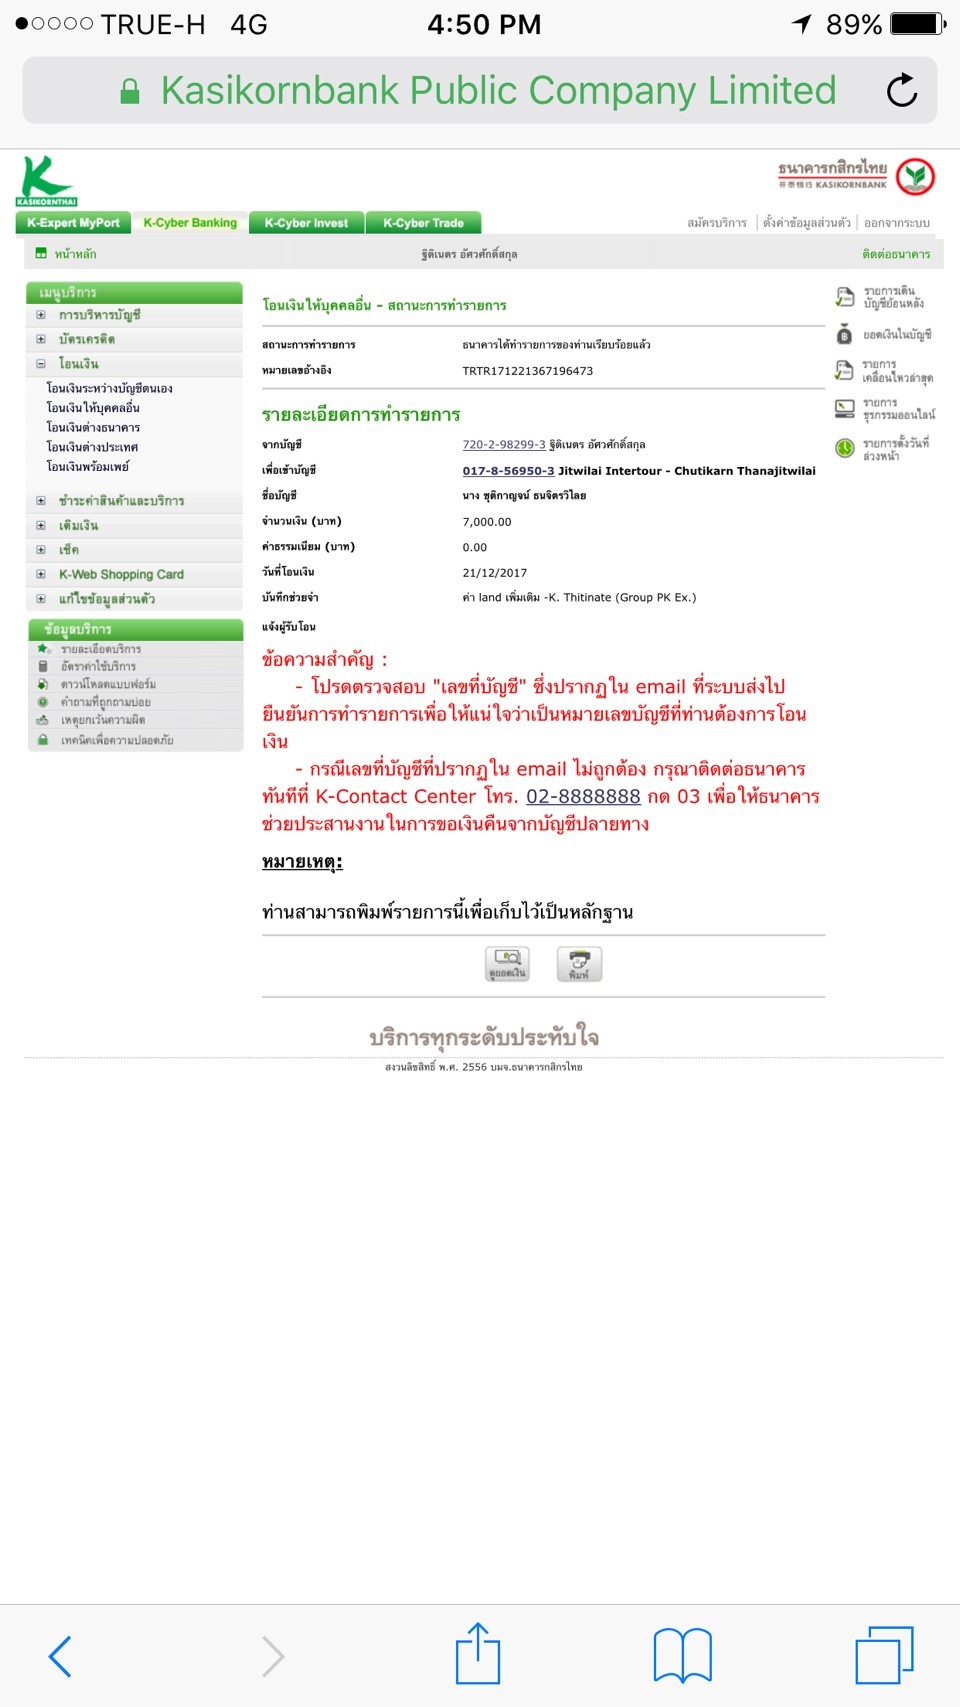 TRUE-H 4G 4:50 PM 89%
Kasikornbank Public Company Limited
K
KASIKORNTHAI
ธนาคารกสิกรไทย
开泰银行 KASIKORNBANK
K-Expert MyPort K-Cyber Banking K-Cyber Invest K-Cyber Trade
สมัครบริการ | ตั้งค่าข้อมูลส่วนตัว | ออกจากระบบ
หน้าหลัก ฐิติเนตร อัศวศักดิ์สกุล ติดต่อธนาคาร
เมนูบริการ
การบริหารบัญชี
บัตรเครดิต
โอนเงิน
โอนเงินระหว่างบัญชีตนเอง
โอนเงินให้บุคคลอื่น
โอนเงินต่างธนาคาร
โอนเงินต่างประเทศ
โอนเงินพร้อมเพย์
ชำระค่าสินค้าและบริการ
เติมเงิน
เช็ค
K-Web Shopping Card
แก้ไขข้อมูลส่วนตัว
ข้อมูลบริการ
รายละเอียดบริการ
อัตราค่าใช้บริการ
ดาวน์โหลดแบบฟอร์ม
คำถามที่ถูกถามบ่อย
เหตุยกเว้นความผิด
เทคนิคเพื่อความปลอดภัย
โอนเงินให้บุคคลอื่น - สถานะการทำรายการ
สถานะการทำรายการ ธนาคารได้ทำรายการของท่านเรียบร้อยแล้ว
หมายเลขอ้างอิง TRTR171221367196473
รายละเอียดการทำรายการ
จากบัญชี 720-2-98299-3 ฐิติเนตร อัศวศักดิ์สกุล
เพื่อเข้าบัญชี 017-8-56950-3 Jitwilai Intertour - Chutikarn Thanajitwilai
ชื่อบัญชี นาง ชุติกาญจน์ ธนจิตรวิไลย
จำนวนเงิน (บาท) 7,000.00
ค่าธรรมเนียม (บาท) 0.00
วันที่โอนเงิน 21/12/2017
บันทึกช่วยจำ ค่า land เพิ่มเติม -K. Thitinate (Group PK Ex.)
แจ้งผู้รับโอน
ข้อความสำคัญ :
- โปรดตรวจสอบ "เลขที่บัญชี" ซึ่งปรากฏใน email ที่ระบบส่งไป
ยืนยันการทำรายการเพื่อให้แน่ใจว่าเป็นหมายเลขบัญชีที่ท่านต้องการโอน
เงิน
- กรณีเลขที่บัญชีที่ปรากฏใน email ไม่ถูกต้อง กรุณาติดต่อธนาคาร
ทันทีที่ K-Contact Center โทร. 02-8888888 กด 03 เพื่อให้ธนาคาร
ช่วยประสานงานในการขอเงินคืนจากบัญชีปลายทาง
หมายเหตุ:
ท่านสามารถพิมพ์รายการนี้เพื่อเก็บไว้เป็นหลักฐาน
ดูยอดเงิน พิมพ์
รายการเดิน
บัญชีย้อนหลัง
ยอดเงินในบัญชี
รายการ
เคลื่อนไหวล่าสุด
รายการ
ธุรกรรมออนไลน์
รายการตั้งวันที่
ล่วงหน้า
บริการทุกระดับประทับใจ
สงวนลิขสิทธิ์ พ.ศ. 2556 บมจ.ธนาคารกสิกรไทย